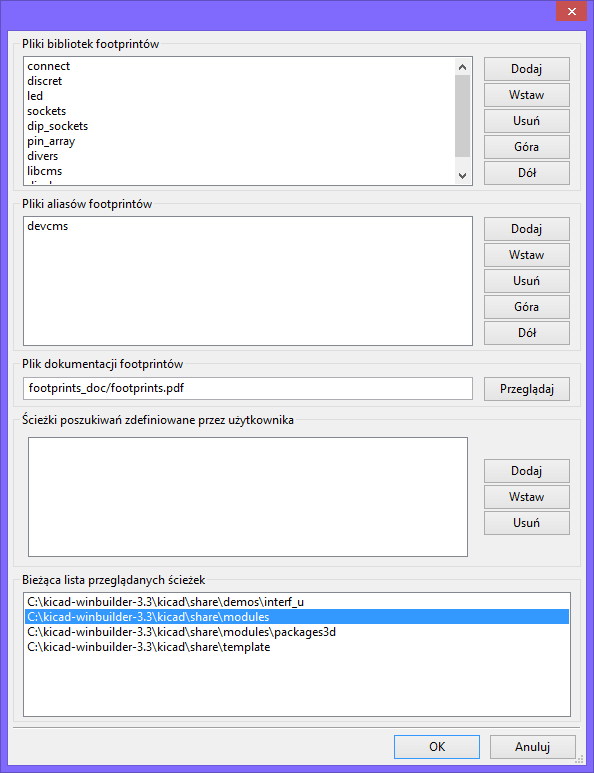 Pliki bibliotek footprintów
connect
discret
led
sockets
dip_sockets
pin_array
divers
libcms
Dodaj
Wstaw
Usuń
Góra
Dół
Pliki aliasów footprintów
devcms
Dodaj
Wstaw
Usuń
Góra
Dół
Plik dokumentacji footprintów
footprints_doc/footprints.pdf
Przeglądaj
Ścieżki poszukiwań zdefiniowane przez użytkownika
Dodaj
Wstaw
Usuń
Bieżąca lista przeglądanych ścieżek
C:\kicad-winbuilder-3.3\kicad\share\demos\interf_u
C:\kicad-winbuilder-3.3\kicad\share\modules
C:\kicad-winbuilder-3.3\kicad\share\modules\packages3d
C:\kicad-winbuilder-3.3\kicad\share\template
OK
Anuluj